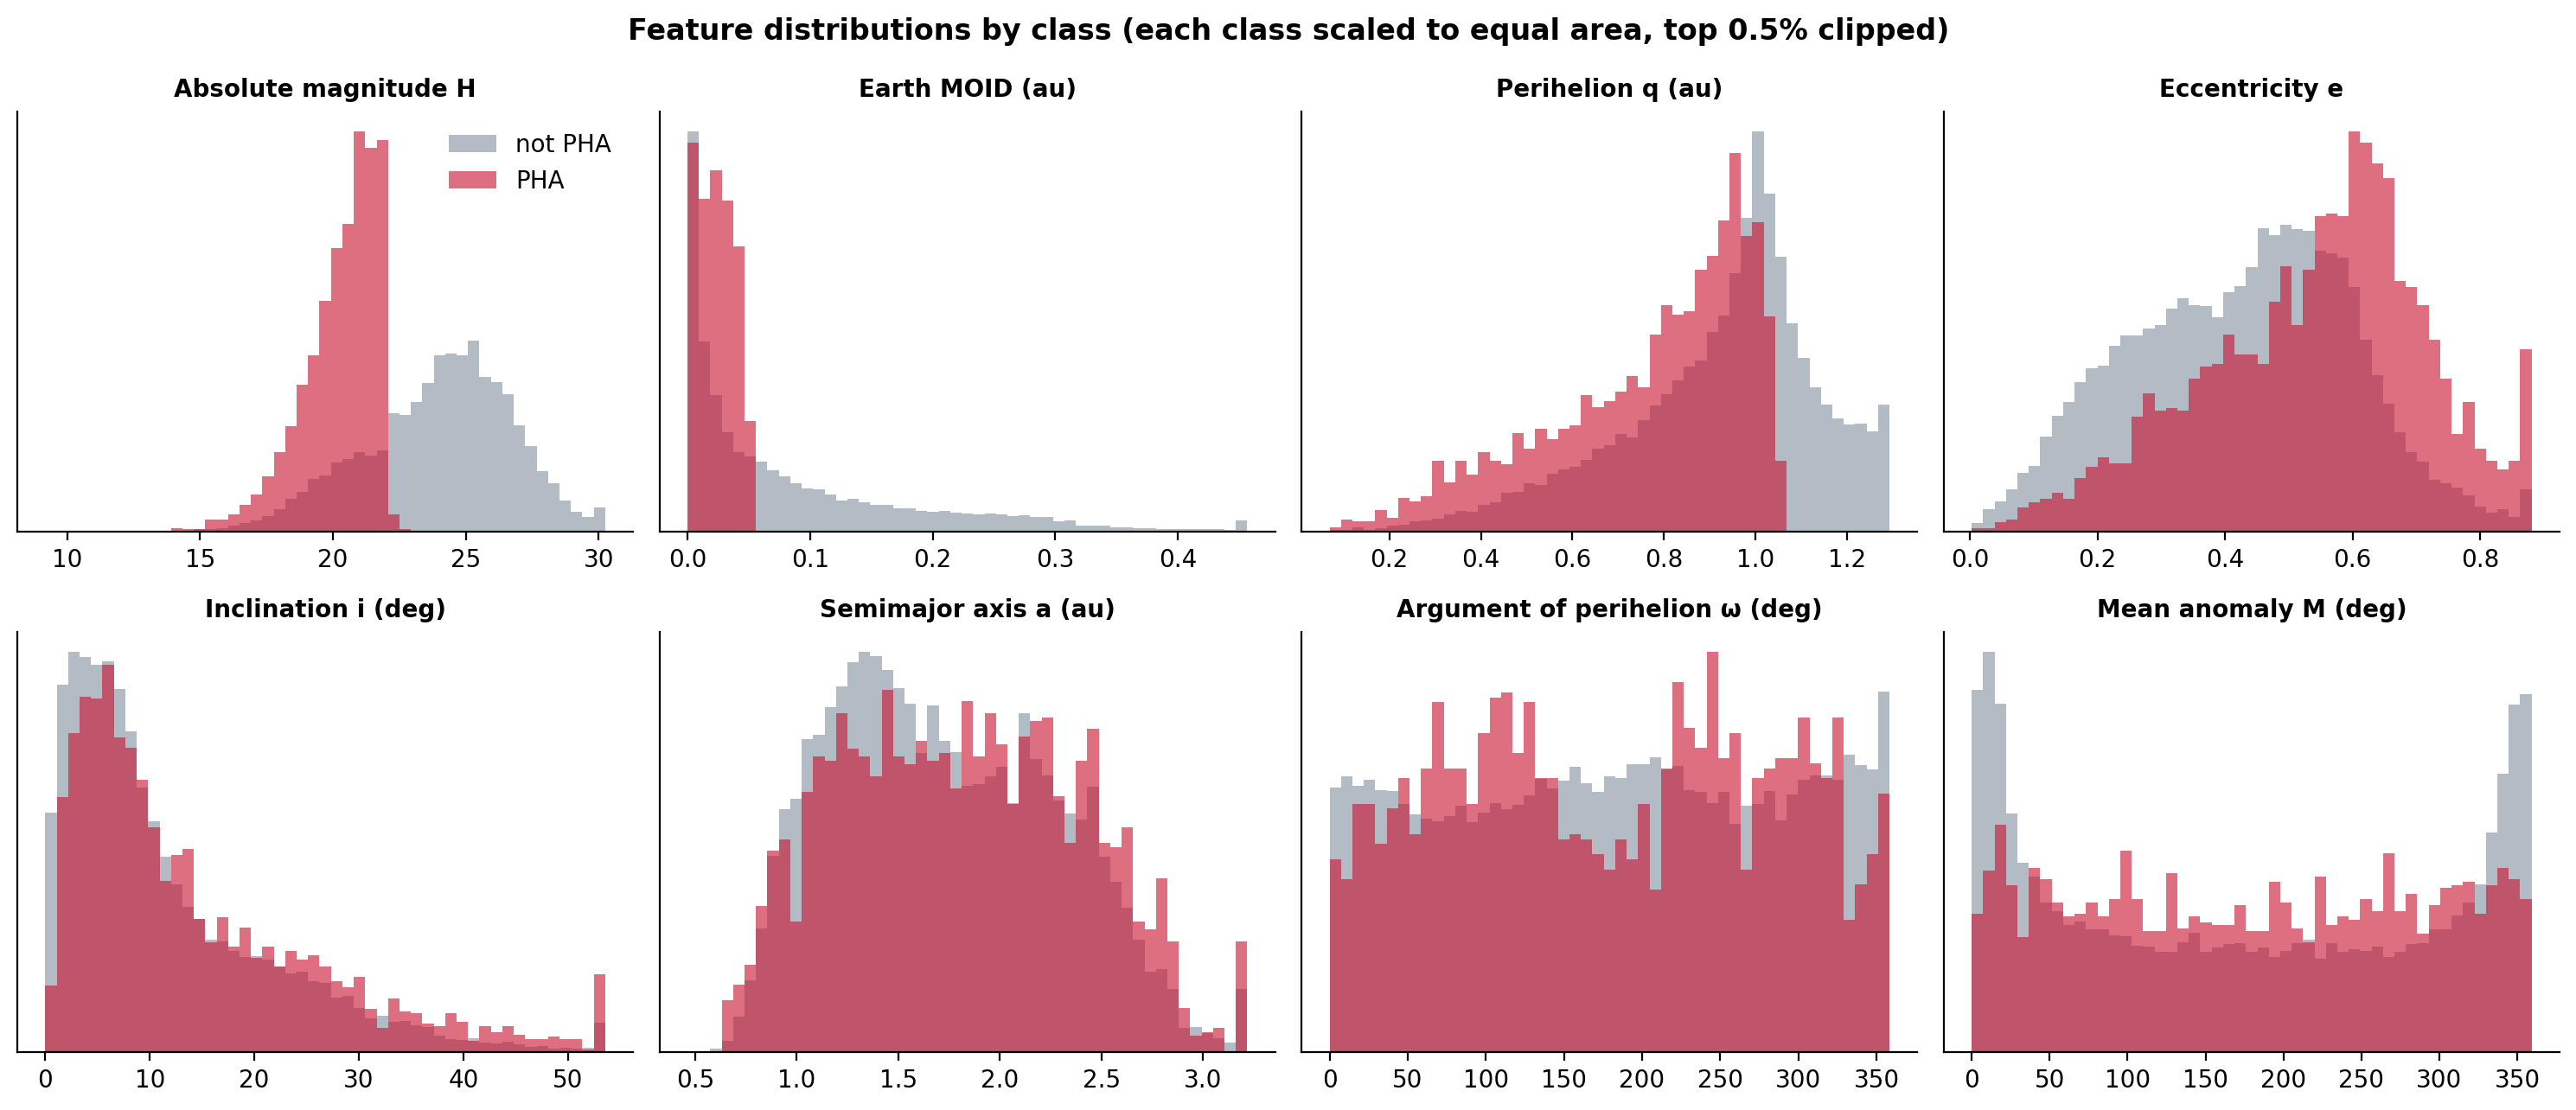 Feature distributions by class (each class scaled to equal area, top 0.5% clipped)
Absolute magnitude H
not PHA
PHA
10 15 20 25 30
Earth MOID (au)
0.0 0.1 0.2 0.3 0.4
Perihelion q (au)
0.2 0.4 0.6 0.8 1.0 1.2
Eccentricity e
0.0 0.2 0.4 0.6 0.8
Inclination i (deg)
0 10 20 30 40 50
Semimajor axis a (au)
0.5 1.0 1.5 2.0 2.5 3.0
Argument of perihelion ω (deg)
0 50 100 150 200 250 300 350
Mean anomaly M (deg)
0 50 100 150 200 250 300 350